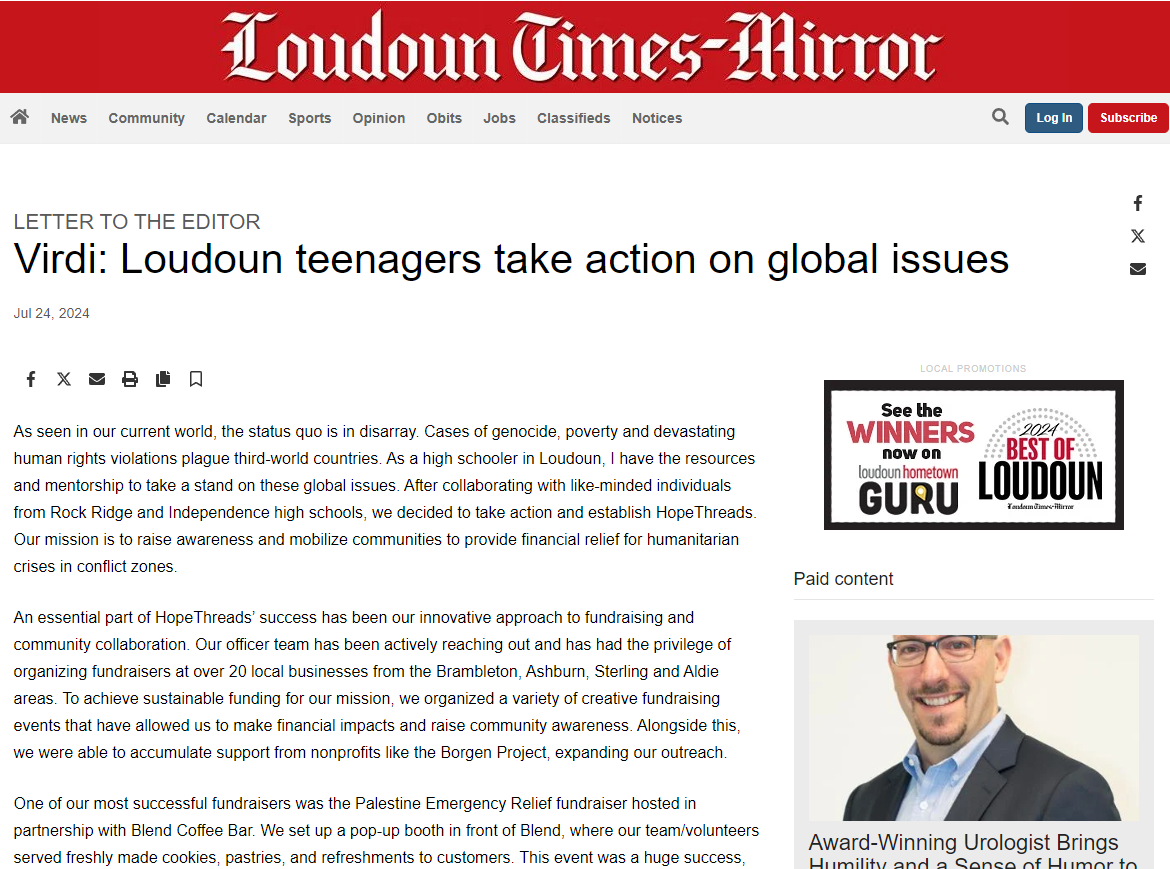 Loudoun Times-Mirror
News Community Calendar Sports Opinion Obits Jobs Classifieds Notices Log In Subscribe
LETTER TO THE EDITOR
Virdi: Loudoun teenagers take action on global issues
Jul 24, 2024
As seen in our current world, the status quo is in disarray. Cases of genocide, poverty and devastating
human rights violations plague third-world countries. As a high schooler in Loudoun, I have the resources
and mentorship to take a stand on these global issues. After collaborating with like-minded individuals
from Rock Ridge and Independence high schools, we decided to take action and establish HopeThreads.
Our mission is to raise awareness and mobilize communities to provide financial relief for humanitarian
crises in conflict zones.
An essential part of HopeThreads’ success has been our innovative approach to fundraising and
community collaboration. Our officer team has been actively reaching out and has had the privilege of
organizing fundraisers at over 20 local businesses from the Brambleton, Ashburn, Sterling and Aldie
areas. To achieve sustainable funding for our mission, we organized a variety of creative fundraising
events that have allowed us to make financial impacts and raise community awareness. Alongside this,
we were able to accumulate support from nonprofits like the Borgen Project, expanding our outreach.
One of our most successful fundraisers was the Palestine Emergency Relief fundraiser hosted in
partnership with Blend Coffee Bar. We set up a pop-up booth in front of Blend, where our team/volunteers
served freshly made cookies, pastries, and refreshments to customers. This event was a huge success,
LOCAL PROMOTIONS
See the
WINNERS
now on
loudoun hometown
GURU
2024
BEST OF
LOUDOUN
Loudoun Times-Mirror
Paid content
Award-Winning Urologist Brings
Humility and a Sense of Humor to